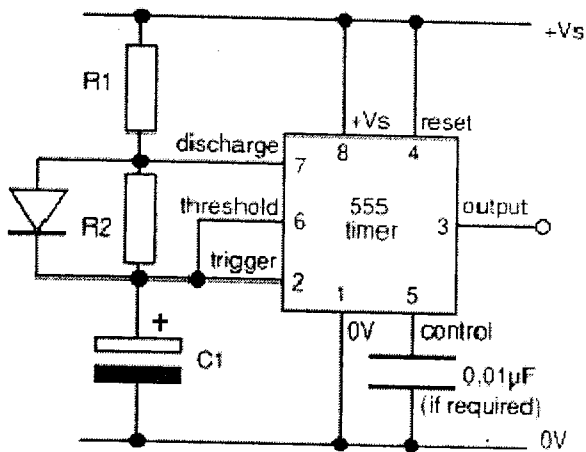 +Vs
R1
discharge
+Vs
reset
7
8
4
threshold
6
555
timer
3
output
R2
trigger
2
1
5
0V
control
+
C1
0,01µF
(if required)
0V